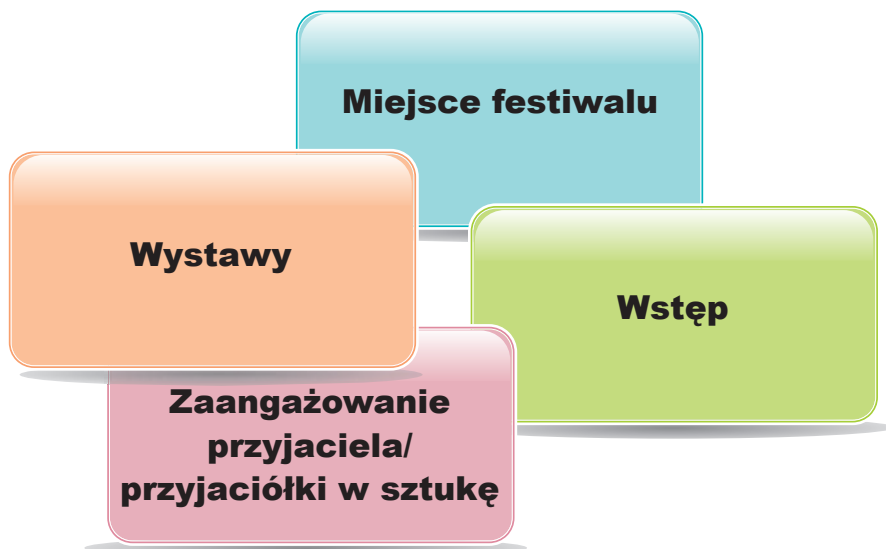 Miejsce festiwalu
Wystawy
Wstęp
Zaangażowanie
przyjaciela/
przyjaciółki w sztukę